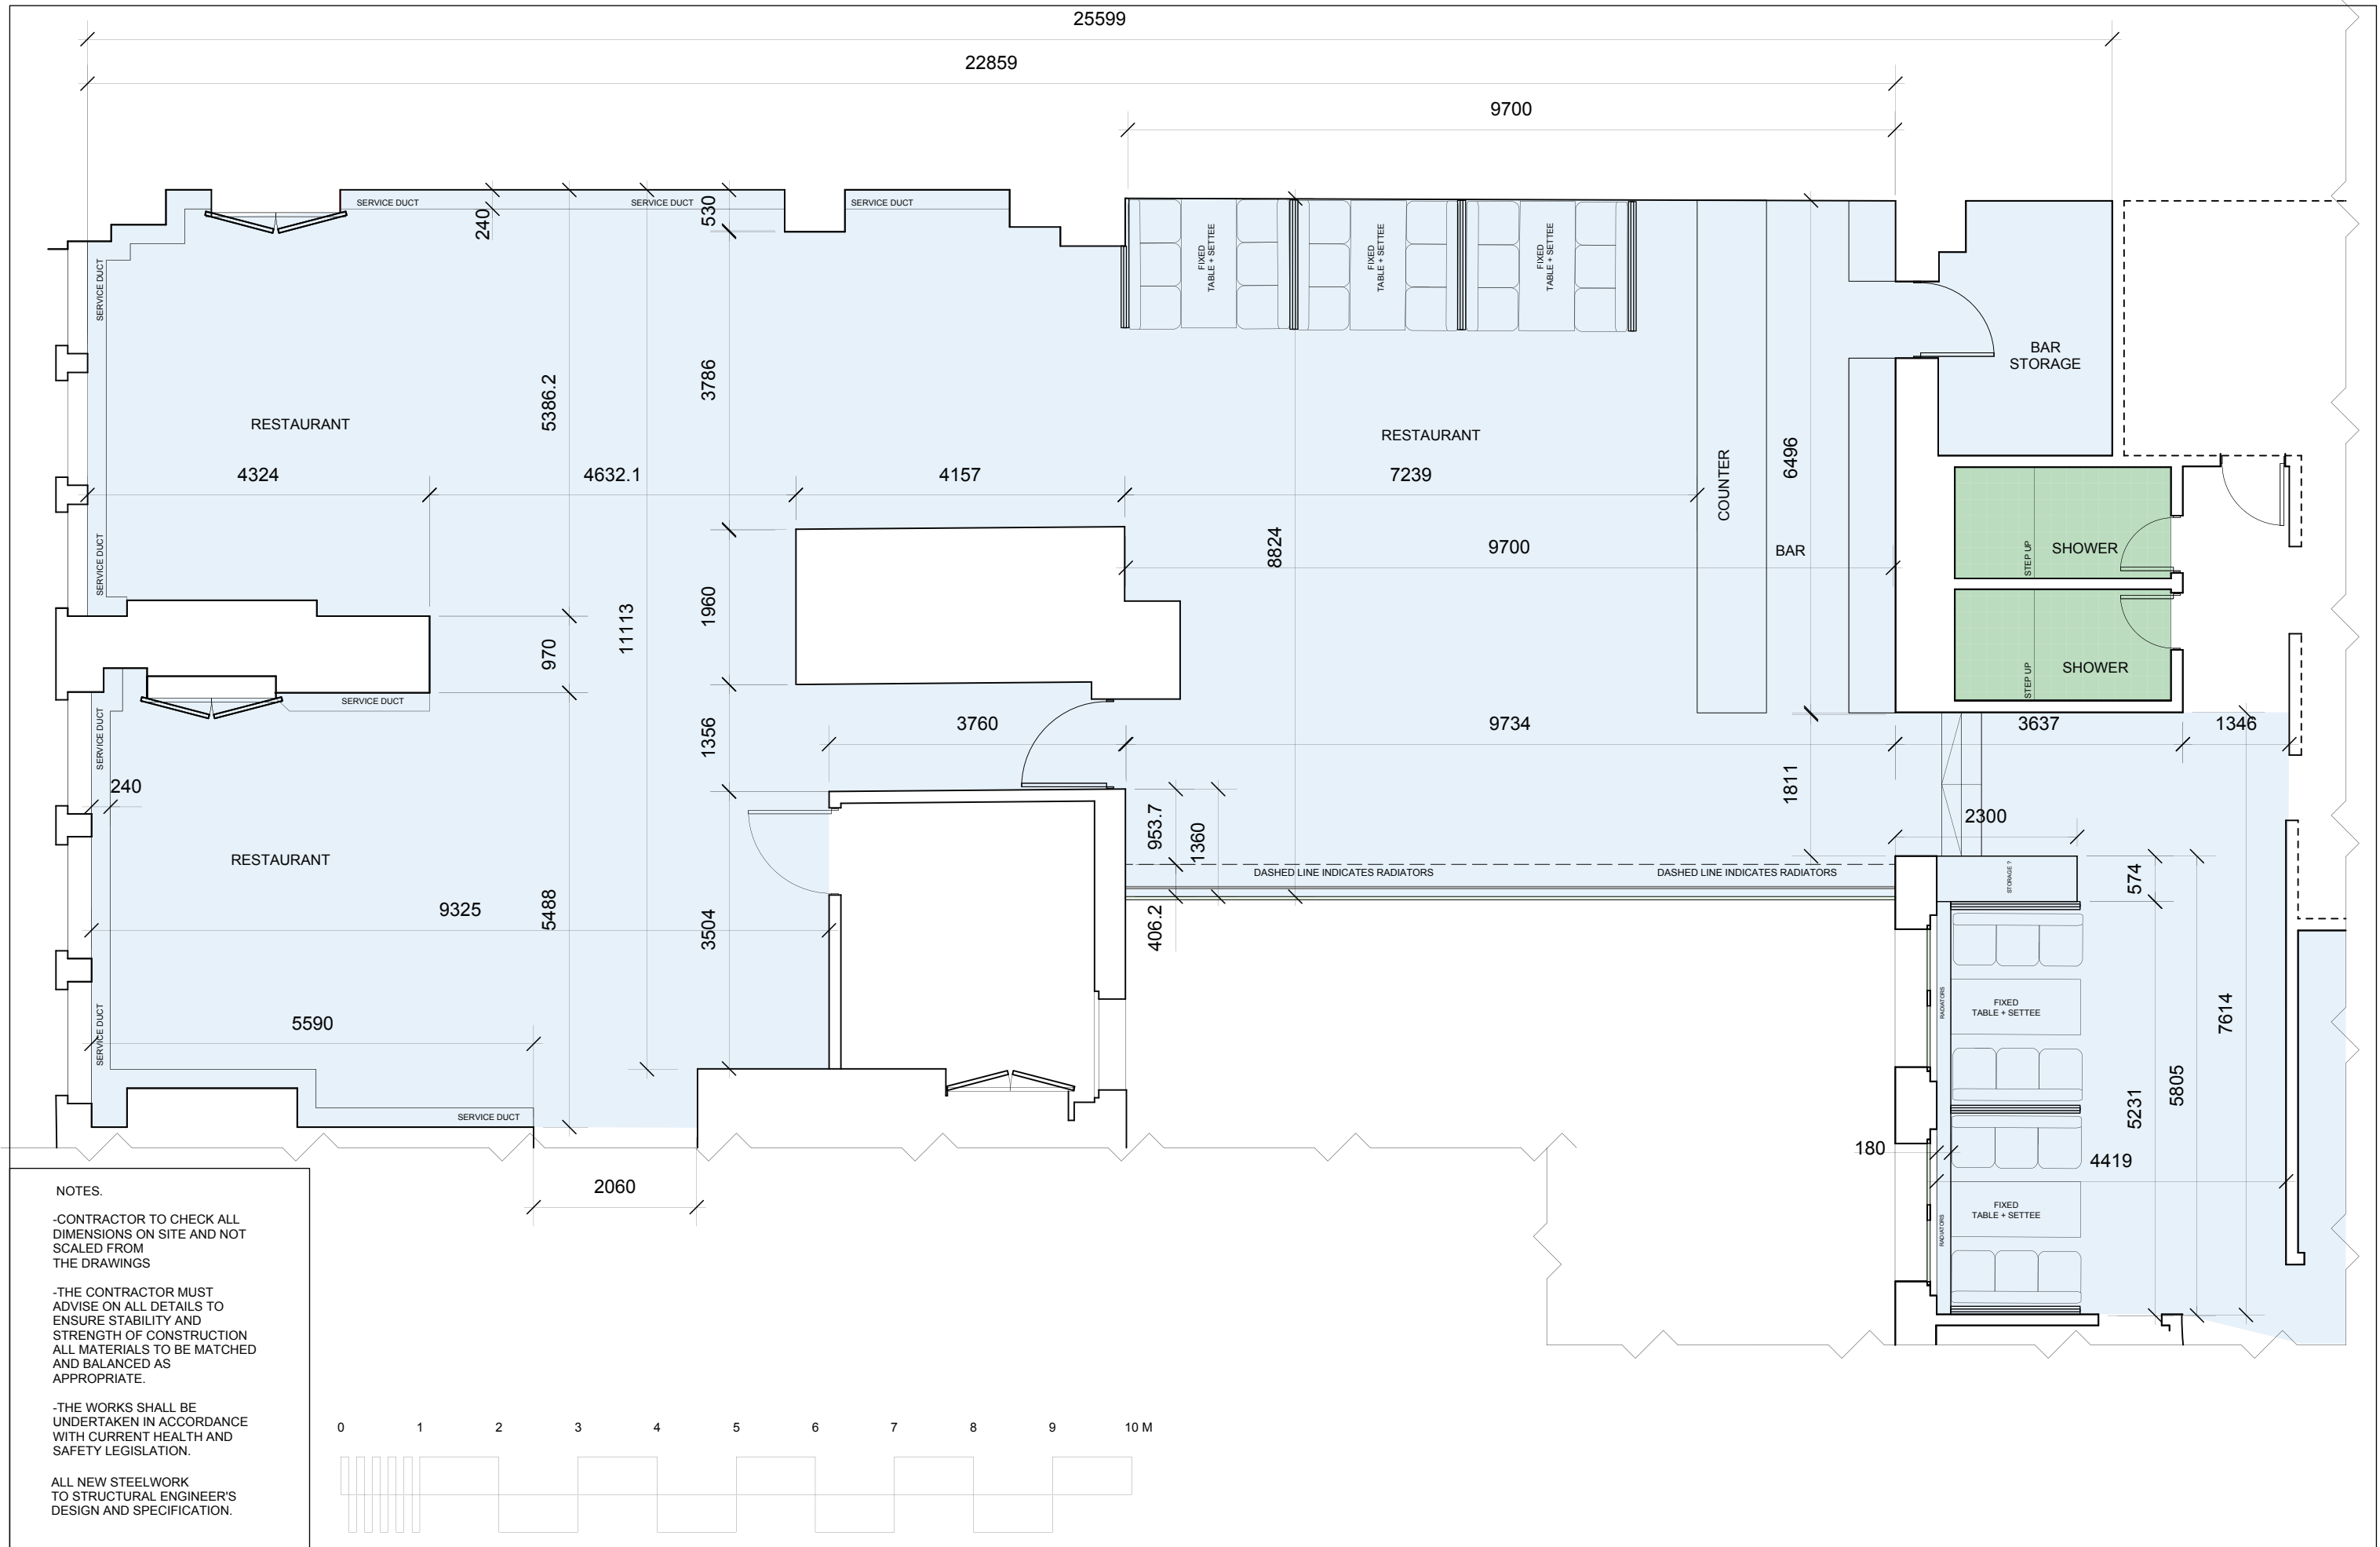 25599
22859
9700
SERVICE DUCT
SERVICE DUCT
SERVICE DUCT
240
530
FIXED
TABLE + SETTEE
FIXED
TABLE + SETTEE
FIXED
TABLE + SETTEE
SERVICE DUCT
BAR
STORAGE
5386.2
3786
RESTAURANT
RESTAURANT
4324
4632.1
4157
7239
COUNTER
6496
8824
9700
BAR
STEP UP
SHOWER
SERVICE DUCT
11113
1960
970
STEP UP
SHOWER
SERVICE DUCT
SERVICE DUCT
1356
3760
9734
3637
1346
240
1811
2300
953.7
1360
RESTAURANT
DASHED LINE INDICATES RADIATORS
DASHED LINE INDICATES RADIATORS
STORAGE ?
574
9325
5488
3504
406.2
RADIATORS
FIXED
TABLE + SETTEE
7614
5590
SERVICE DUCT
5805
5231
SERVICE DUCT
180
4419
2060
RADIATORS
FIXED
TABLE + SETTEE
NOTES.
-CONTRACTOR TO CHECK ALL
DIMENSIONS ON SITE AND NOT
SCALED FROM
THE DRAWINGS
-THE CONTRACTOR MUST
ADVISE ON ALL DETAILS TO
ENSURE STABILITY AND
STRENGTH OF CONSTRUCTION
ALL MATERIALS TO BE MATCHED
AND BALANCED AS
APPROPRIATE.
-THE WORKS SHALL BE
UNDERTAKEN IN ACCORDANCE
WITH CURRENT HEALTH AND
SAFETY LEGISLATION.
ALL NEW STEELWORK
TO STRUCTURAL ENGINEER'S
DESIGN AND SPECIFICATION.
0 1 2 3 4 5 6 7 8 9 10 M